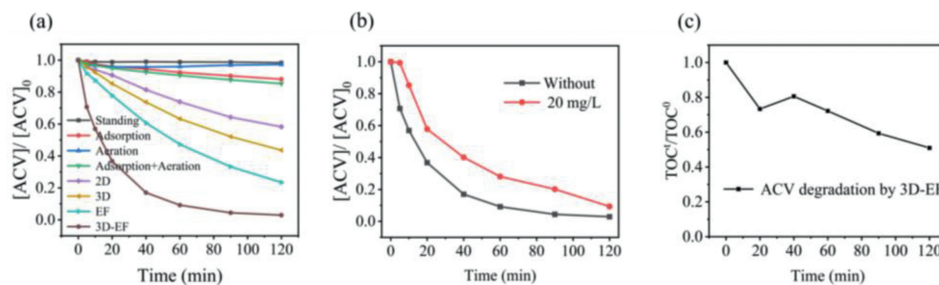 (a)
[ACV]/ [ACV]0
1.0
0.8
0.6
0.4
0.2
0.0
Standing
Adsorption
Aeration
Adsorption+Aeration
2D
3D
EF
3D-EF
0 20 40 60 80 100 120
Time (min)
(b)
[ACV]/ [ACV]0
1.0
0.8
0.6
0.4
0.2
0.0
Without
20 mg/L
0 20 40 60 80 100 120
Time (min)
(c)
TOCt/TOC0
1.0
0.8
0.6
0.4
0.2
0.0
ACV degradation by 3D-EF
0 20 40 60 80 100 120
Time (min)